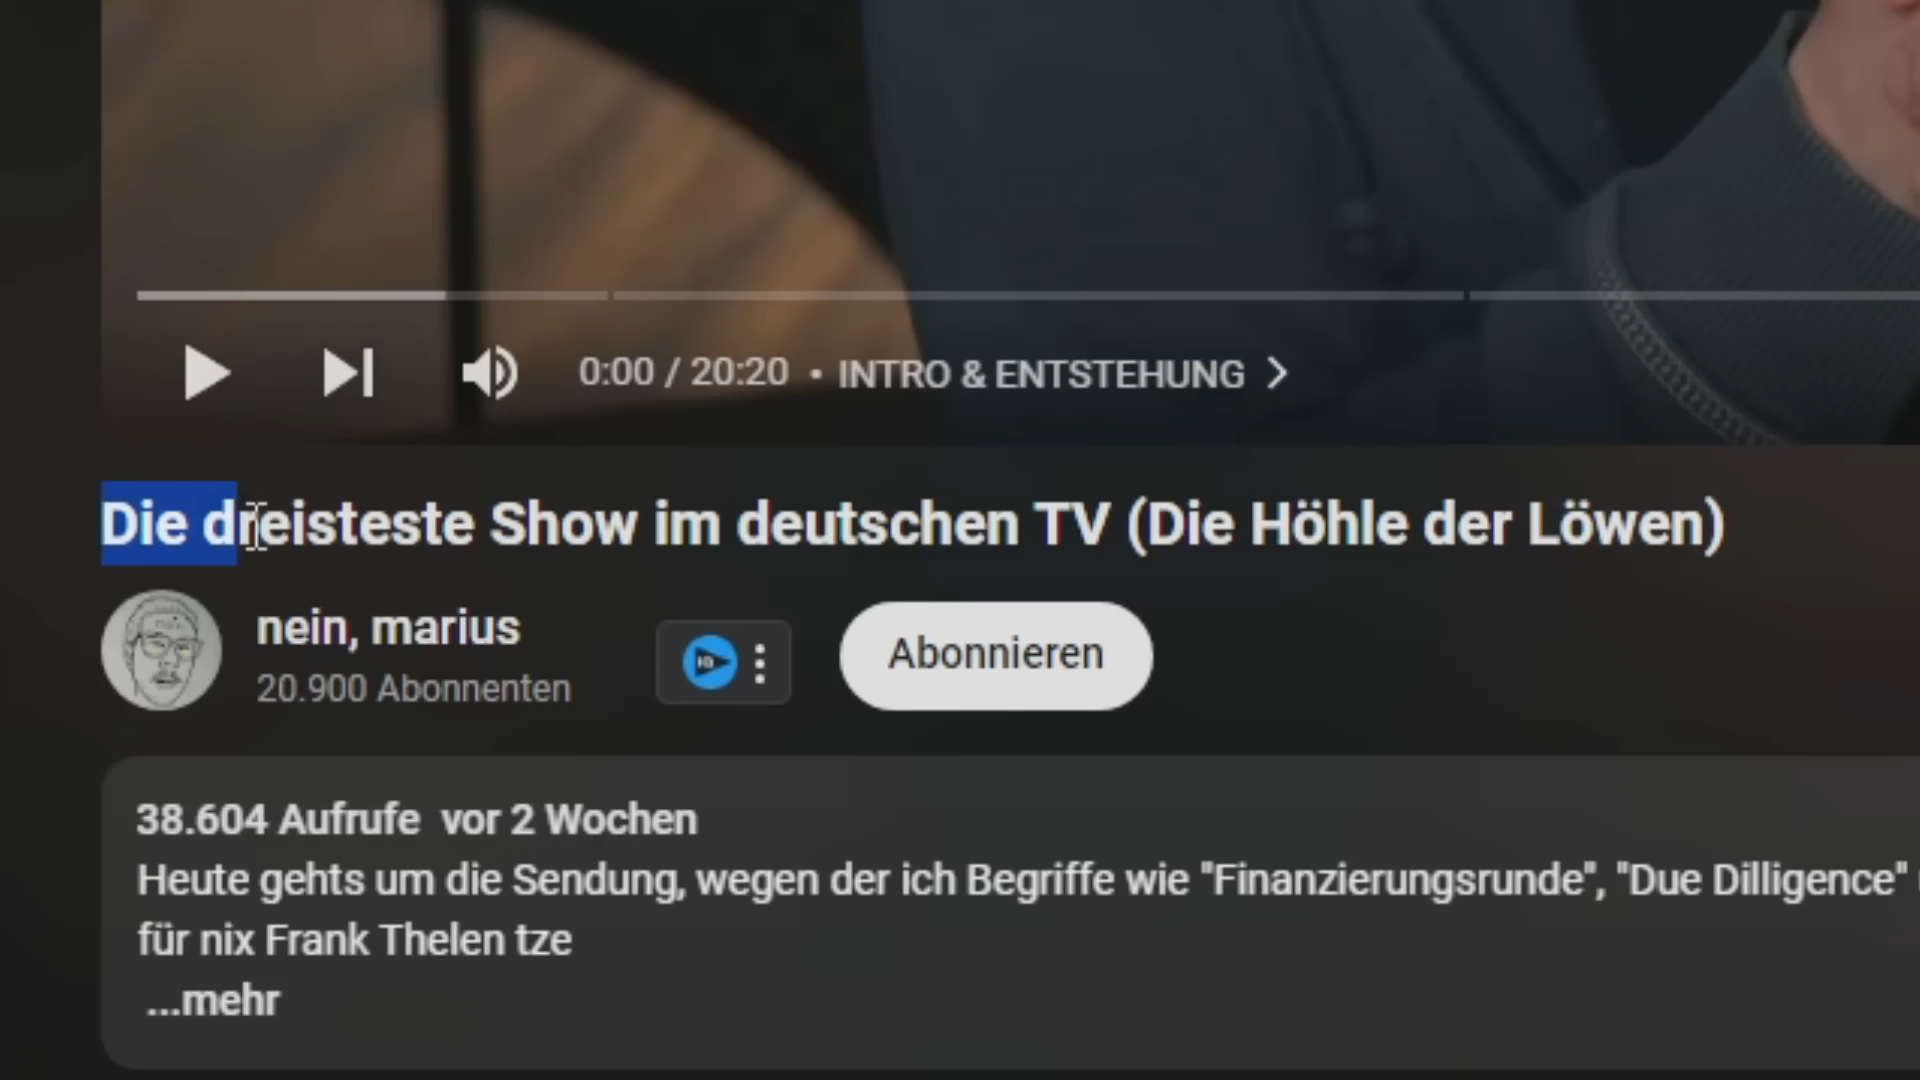 0:00 / 20:20 • INTRO & ENTSTEHUNG
Die dreisteste Show im deutschen TV (Die Höhle der Löwen)
nein, marius
20.900 Abonnenten
Abonnieren
38.604 Aufrufe vor 2 Wochen
Heute gehts um die Sendung, wegen der ich Begriffe wie "Finanzierungsrunde", "Due Dilligence"
für nix Frank Thelen tze
...mehr